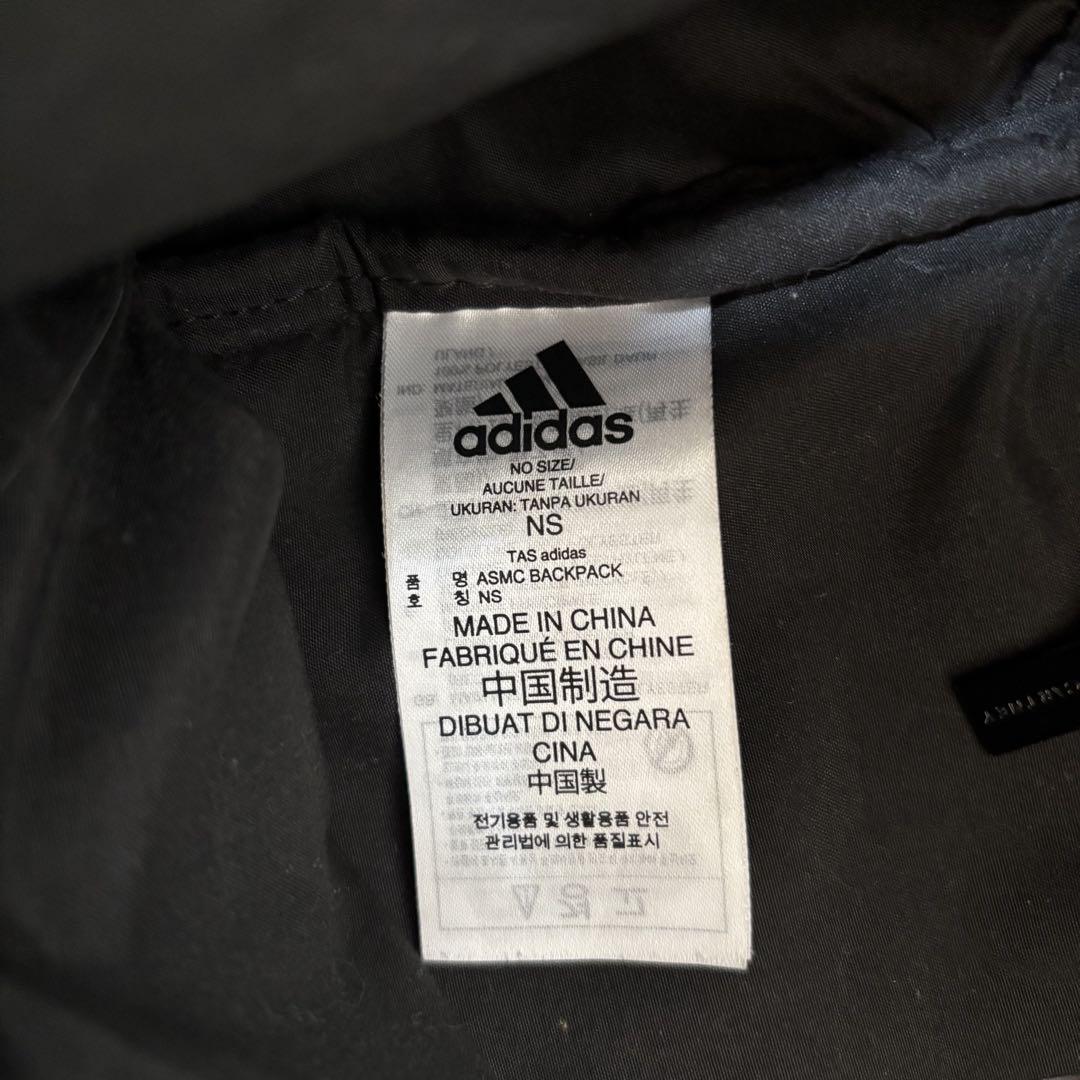 adidas
NO SIZE/
AUCUNE TAILLE/
UKURAN: TANPA UKURAN
NS
TAS adidas
품 명 ASMC BACKPACK
호 칭 NS
MADE IN CHINA
FABRIQUÉ EN CHINE
中国制造
DIBUAT DI NEGARA
CINA
中国製
전기용품 및 생활용품 안전
관리법에 의한 품질표시